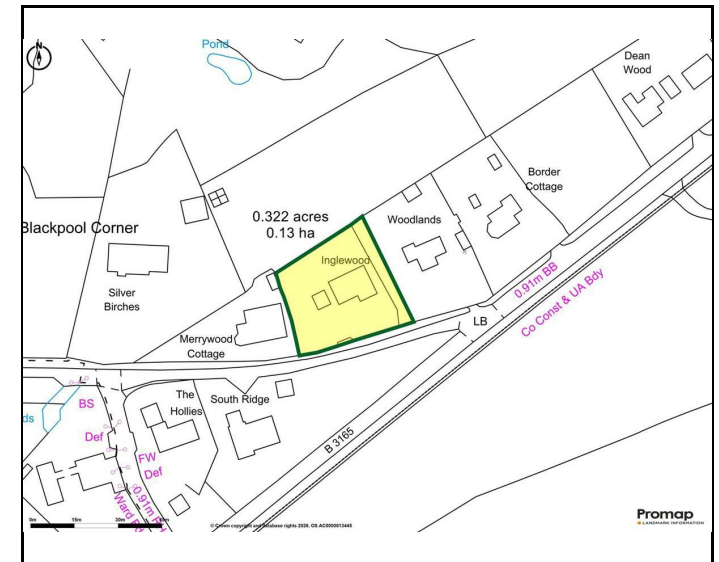 Pond
N
Dean
Wood
0.322 acres
0.13 ha
Border
Cottage
Woodlands
Blackpool Corner
Inglewood
0.91m BB
Silver
Birches
Co Const & UA Bdy
LB
Merrywood
Cottage
The
Hollies
South Ridge
BS
ds
Def
FW
Def
B 3165
0.91m
Ward
0m
15m
30m
© Crown copyright and database rights 2026. OS AC0000813445
Promap
LANDMARK INFORMATION